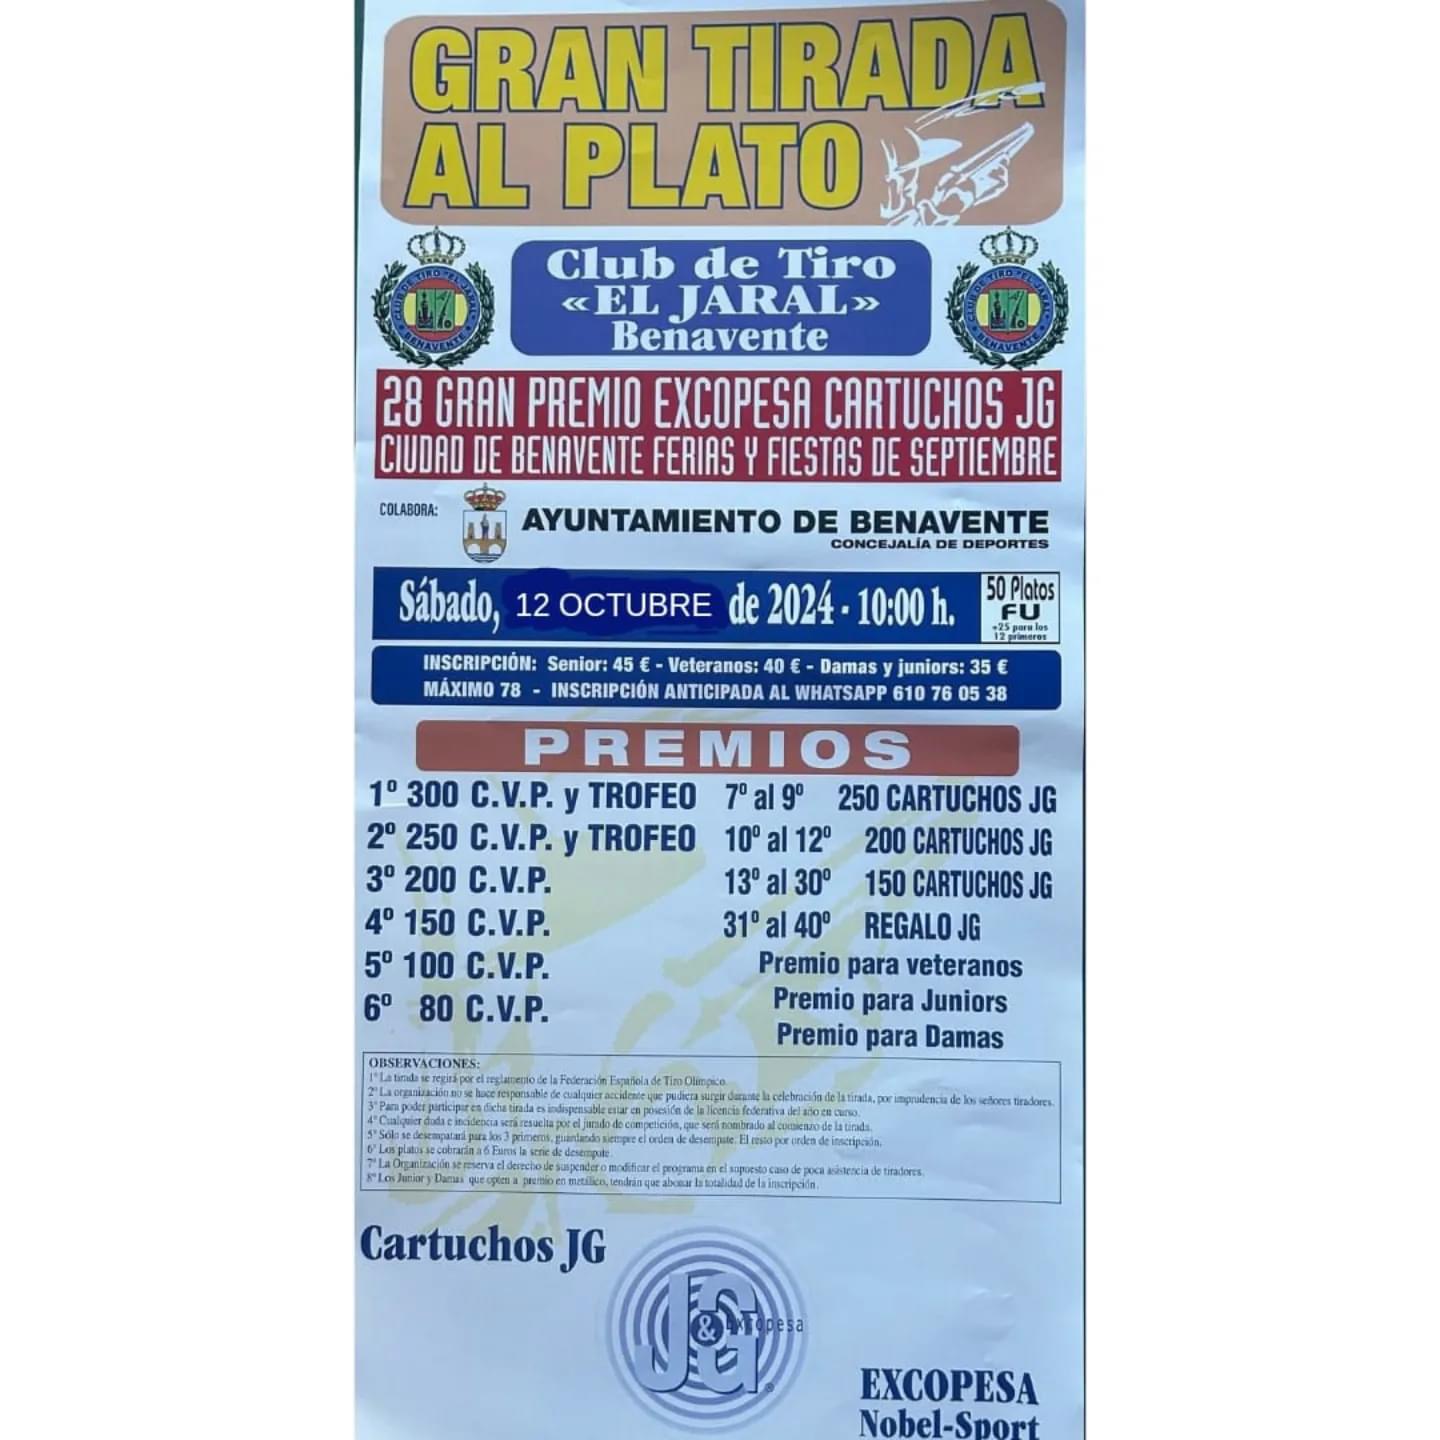 GRAN TIRADA
AL PLATO
CLUB DE TIRO "EL JARAL"
BENAVENTE
Club de Tiro
«EL JARAL»
Benavente
CLUB DE TIRO "EL JARAL"
BENAVENTE
28 GRAN PREMIO EXCOPESA CARTUCHOS JG
CIUDAD DE BENAVENTE FERIAS Y FIESTAS DE SEPTIEMBRE
COLABORA:
AYUNTAMIENTO DE BENAVENTE
CONCEJALÍA DE DEPORTES
Sábado, 12 OCTUBRE de 2024 - 10:00 h.
50 Platos
FU
+25 para los
12 primeros
INSCRIPCIÓN: Senior: 45 € - Veteranos: 40 € - Damas y juniors: 35 €
MÁXIMO 78 - INSCRIPCIÓN ANTICIPADA AL WHATSAPP 610 76 05 38
PREMIOS
1º 300 C.V.P. y TROFEO
2º 250 C.V.P. y TROFEO
3º 200 C.V.P.
4º 150 C.V.P.
5º 100 C.V.P.
6º 80 C.V.P.
7º al 9º 250 CARTUCHOS JG
10º al 12º 200 CARTUCHOS JG
13º al 30º 150 CARTUCHOS JG
31º al 40º REGALO JG
Premio para veteranos
Premio para Juniors
Premio para Damas
OBSERVACIONES:
1º La tirada se regirá por el reglamento de la Federación Española de Tiro Olímpico.
2º La organización no se hace responsable de cualquier accidente que pudiera surgir durante la celebración de la tirada, por imprudencia de los señores tiradores.
3º Para poder participar en dicha tirada es indispensable estar en posesión de la licencia federativa del año en curso.
4º Cualquier duda e incidencia será resuelta por el jurado de competición, que será nombrado al comienzo de la tirada.
5º Sólo se desempatará para los 3 primeros, guardando siempre el orden de desempate. El resto por orden de inscripción.
6º Los platos se cobrarán a 6 Euros la serie de desempate.
7º La Organización se reserva el derecho de suspender o modificar el programa en el supuesto caso de poca asistencia de tiradores.
8º Los Junior y Damas que opten a premio en metálico, tendrán que abonar la totalidad de la inscripción.
Cartuchos JG
J&G
Excopesa
®
EXCOPESA
Nobel-Sport